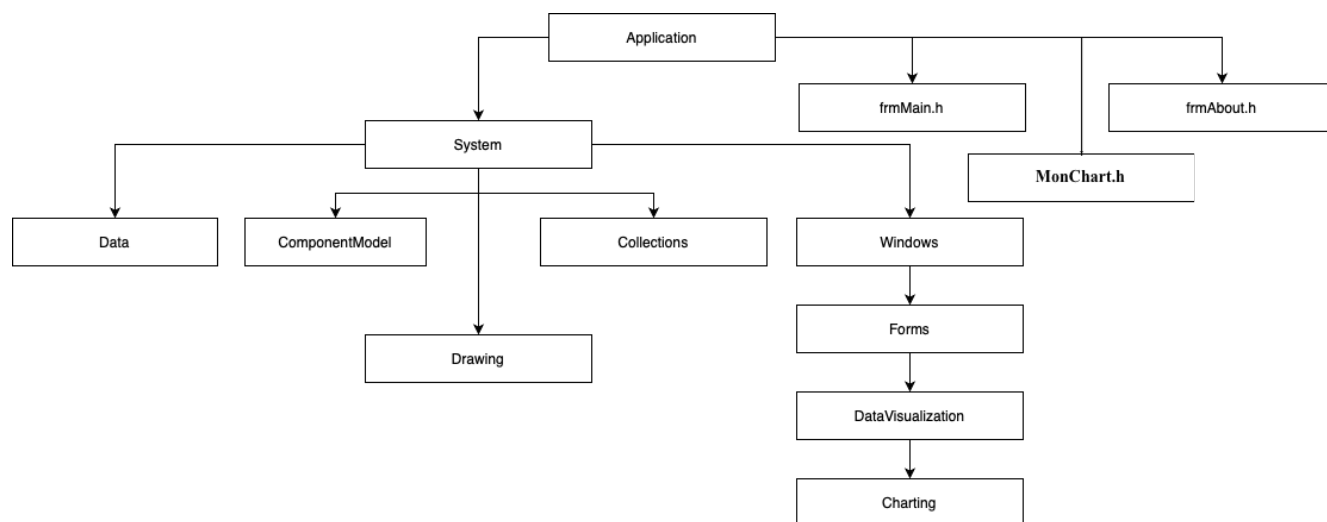 Application
frmMain.h
frmAbout.h
System
MonChart.h
Data
ComponentModel
Collections
Windows
Forms
Drawing
DataVisualization
Charting